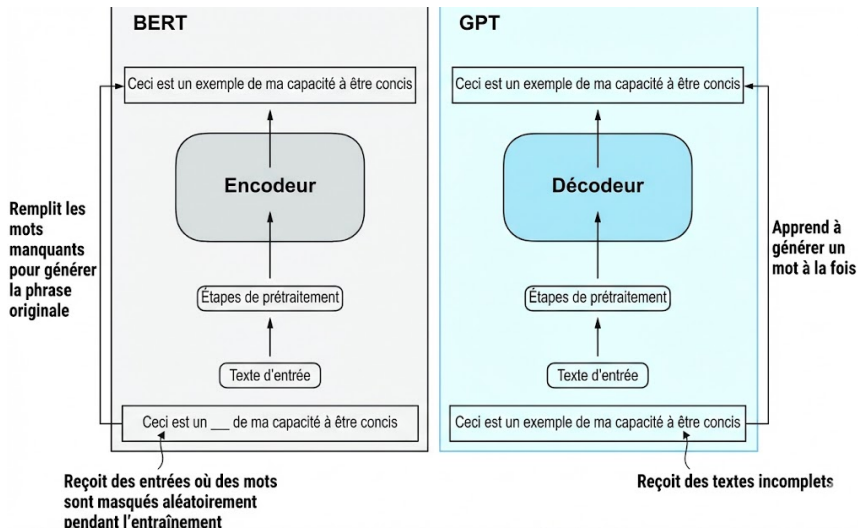 BERT
Ceci est un exemple de ma capacité à être concis
Encodeur
Remplit les
mots
manquants
pour générer
la phrase
originale
Étapes de prétraitement
Texte d'entrée
Ceci est un ___ de ma capacité à être concis
Reçoit des entrées où des mots
sont masqués aléatoirement
pendant l'entraînement
GPT
Ceci est un exemple de ma capacité à être concis
Décodeur
Apprend à
générer un
mot à la fois
Étapes de prétraitement
Texte d'entrée
Ceci est un exemple de ma capacité à être concis
Reçoit des textes incomplets